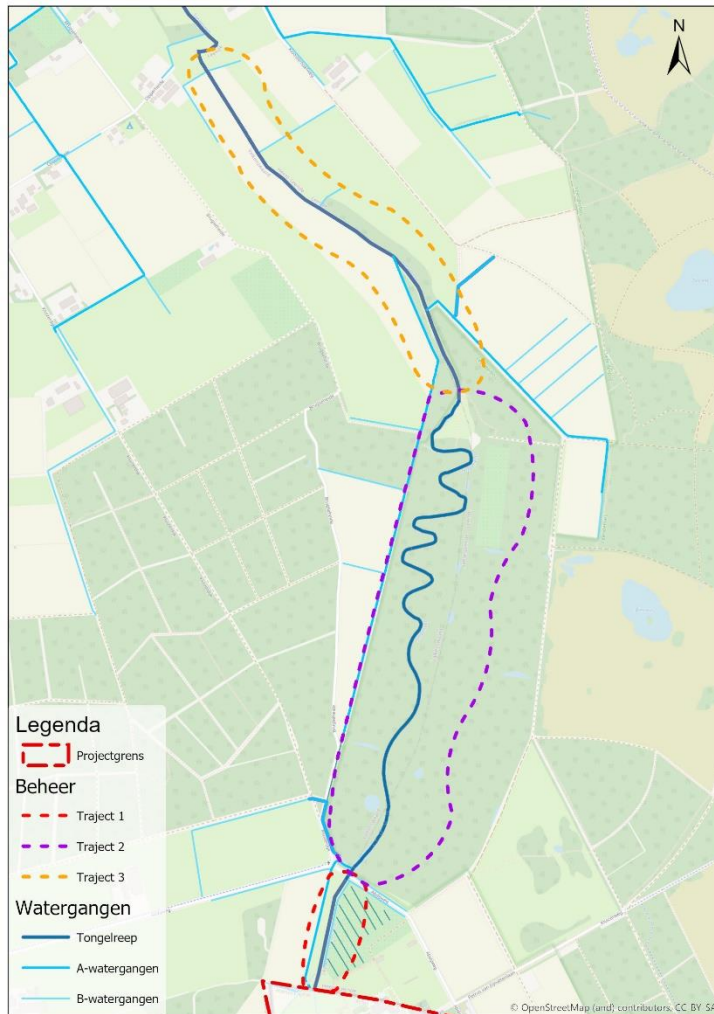 N
Legenda
Projectgrens
Beheer
Traject 1
Traject 2
Traject 3
Watergangen
Tongelreep
A-watergangen
B-watergangen
© OpenStreetMap (and) contributors, CC BY SA